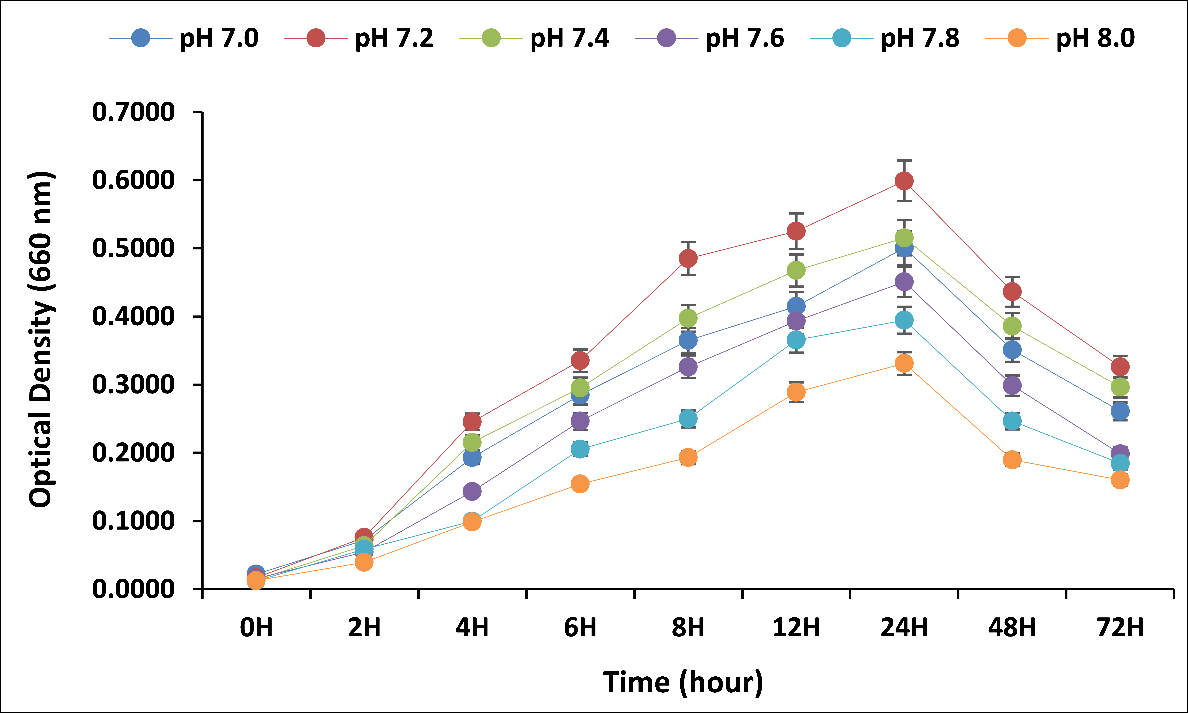 pH 7.0 pH 7.2 pH 7.4 pH 7.6 pH 7.8 pH 8.0
Optical Density (660 nm)
0.7000
0.6000
0.5000
0.4000
0.3000
0.2000
0.1000
0.0000
0H 2H 4H 6H 8H 12H 24H 48H 72H
Time (hour)